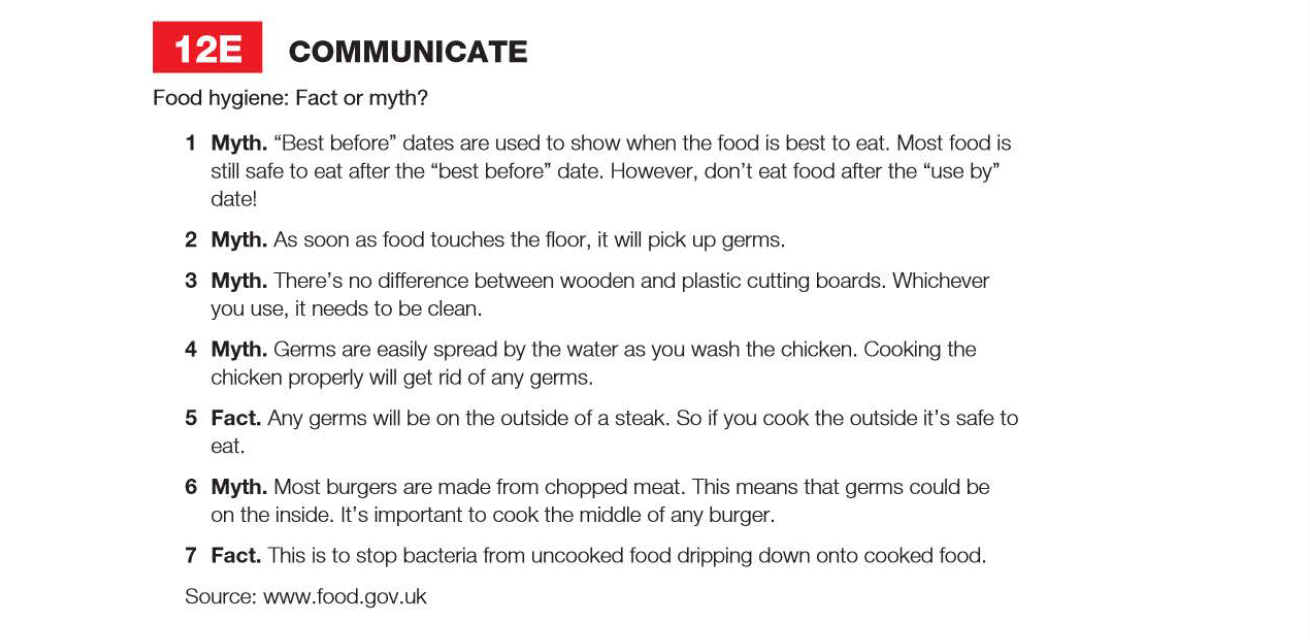 12E COMMUNICATE
Food hygiene: Fact or myth?
1 Myth. “Best before” dates are used to show when the food is best to eat. Most food is
still safe to eat after the “best before” date. However, don’t eat food after the “use by”
date!
2 Myth. As soon as food touches the floor, it will pick up germs.
3 Myth. There’s no difference between wooden and plastic cutting boards. Whichever
you use, it needs to be clean.
4 Myth. Germs are easily spread by the water as you wash the chicken. Cooking the
chicken properly will get rid of any germs.
5 Fact. Any germs will be on the outside of a steak. So if you cook the outside it’s safe to
eat.
6 Myth. Most burgers are made from chopped meat. This means that germs could be
on the inside. It’s important to cook the middle of any burger.
7 Fact. This is to stop bacteria from uncooked food dripping down onto cooked food.
Source: www.food.gov.uk